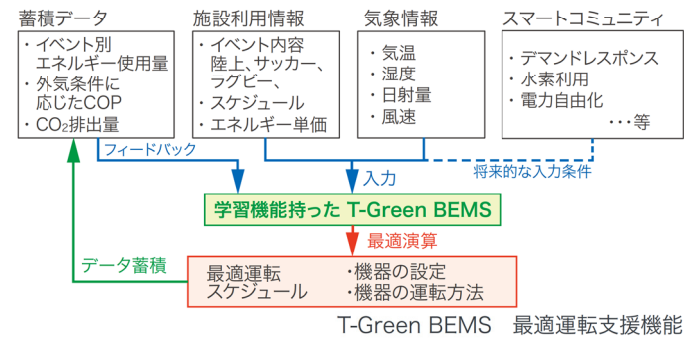 蓄積データ
・イベント別
エネルギー使用量
・外気条件に
応じたCOP
・CO₂排出量
施設利用情報
・イベント内容
陸上、サッカー、
フグビー、
・スケジュール
・エネルギー単価
気象情報
・気温
・湿度
・日射量
・風速
スマートコミュニティ
・デマンドレスポンス
・水素利用
・電力自由化
・・・等
フィードバック
入力
将来的な入力条件
学習機能持った T-Green BEMS
最適演算
データ蓄積
最適運転
スケジュール
・機器の設定
・機器の運転方法
T-Green BEMS 最適運転支援機能